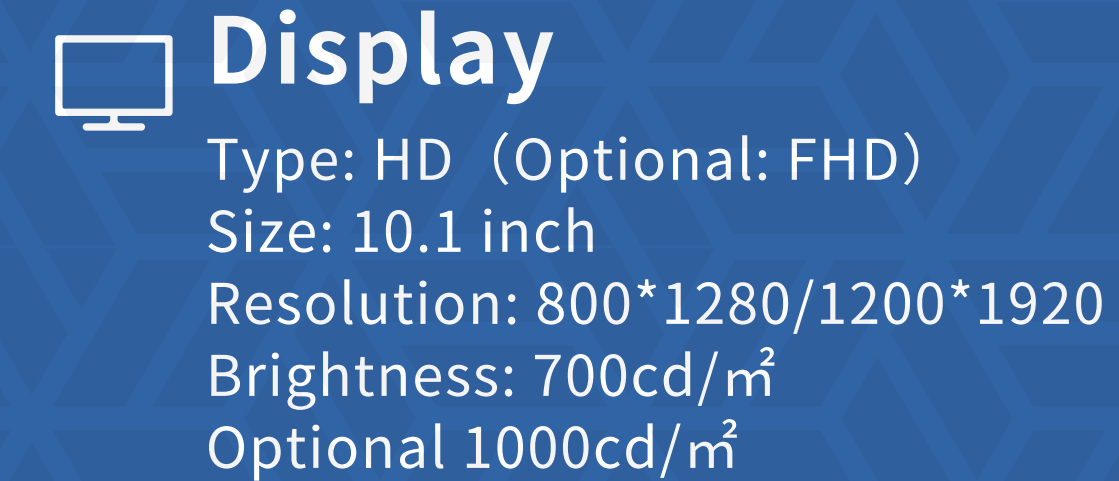 Display
Type: HD（Optional: FHD）
Size: 10.1 inch
Resolution: 800*1280/1200*1920
Brightness: 700cd/㎡
Optional 1000cd/㎡